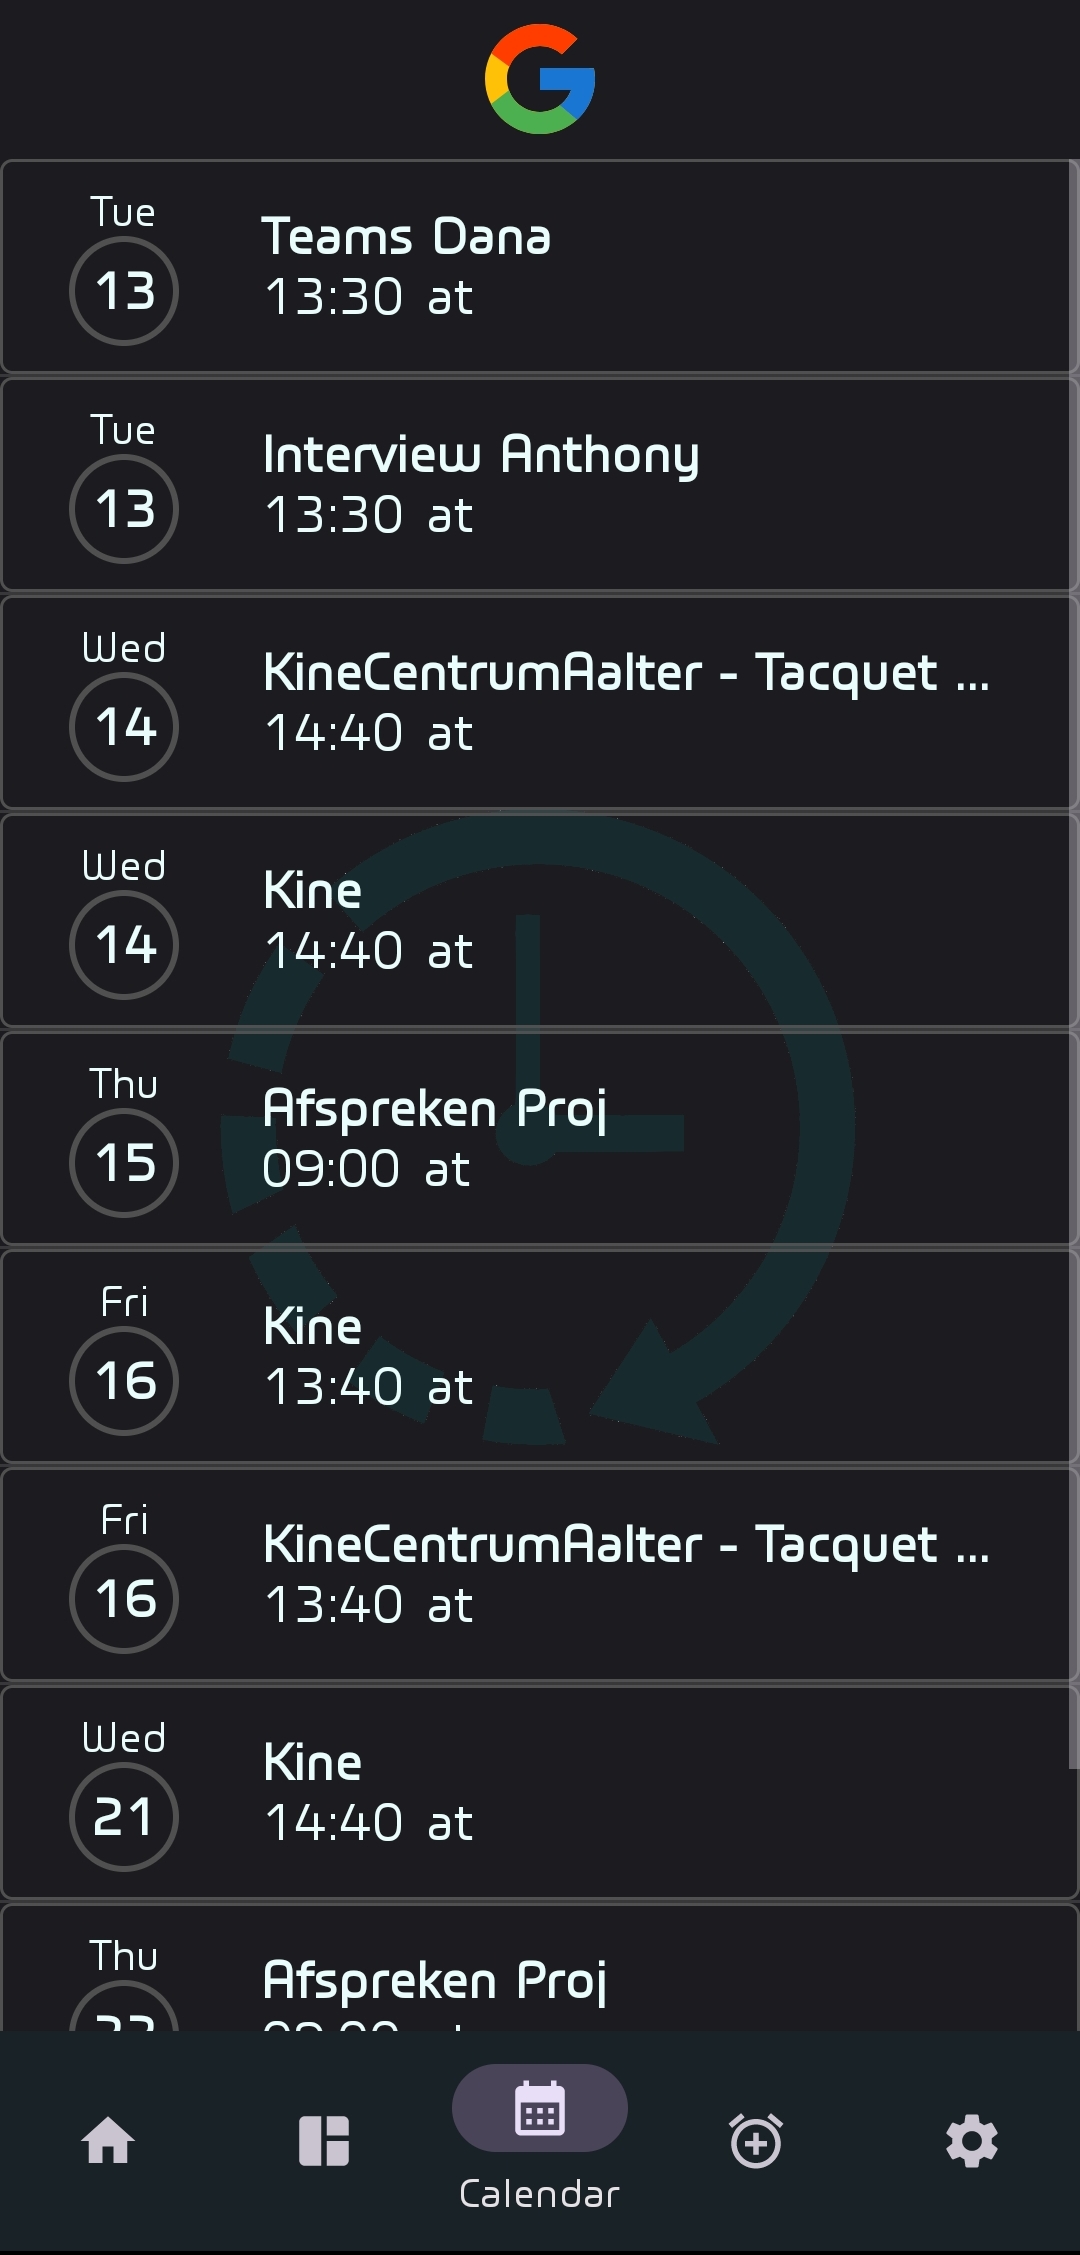 Tue
13
Teams Dana
13:30 at
Tue
13
Interview Anthony
13:30 at
Wed
14
KineCentrumAalter - Tacquet ...
14:40 at
Wed
14
Kine
14:40 at
Thu
15
Afspreken Proj
09:00 at
Fri
16
Kine
13:40 at
Fri
16
KineCentrumAalter - Tacquet ...
13:40 at
Wed
21
Kine
14:40 at
Thu
Afspreken Proj
Calendar